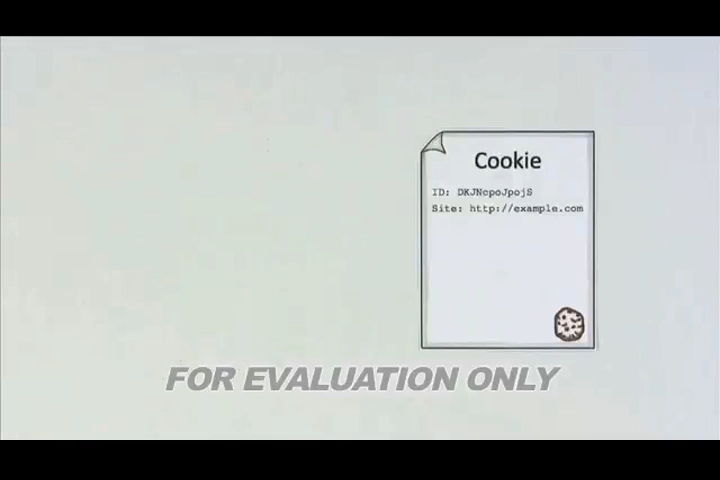 Cookie
ID: DKJNcpoJpojS
Site: http://example.com
FOR EVALUATION ONLY